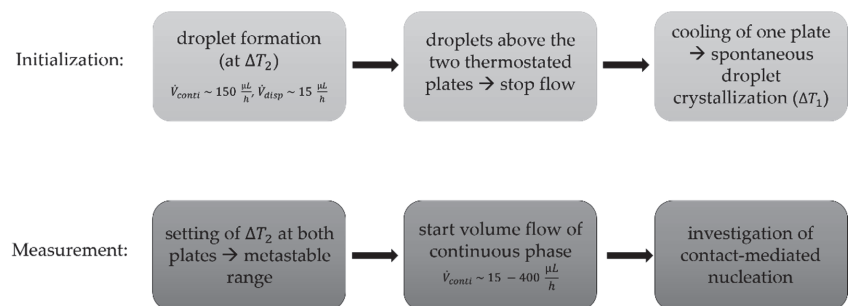 Initialization:
droplet formation
(at ΔT₂)
V̇conti ~ 150 µL/h, V̇disp ~ 15 µL/h
droplets above the
two thermostated
plates → stop flow
cooling of one plate
→ spontaneous
droplet
crystallization (ΔT₁)
Measurement:
setting of ΔT₂ at both
plates → metastable
range
start volume flow of
continuous phase
V̇conti ~ 15 − 400 µL/h
investigation of
contact-mediated
nucleation